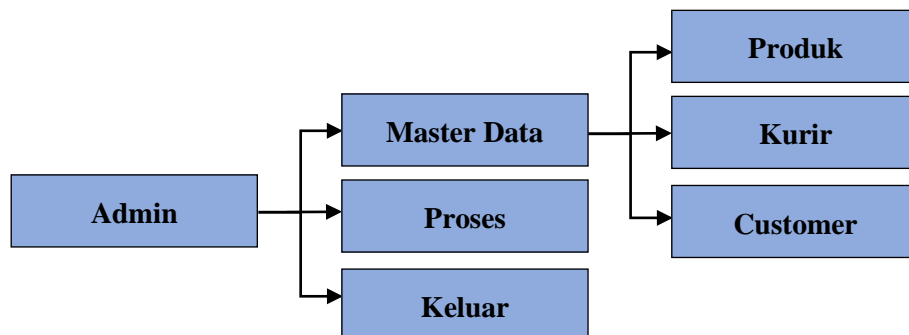 Produk
Master Data
Kurir
Admin
Proses
Customer
Keluar